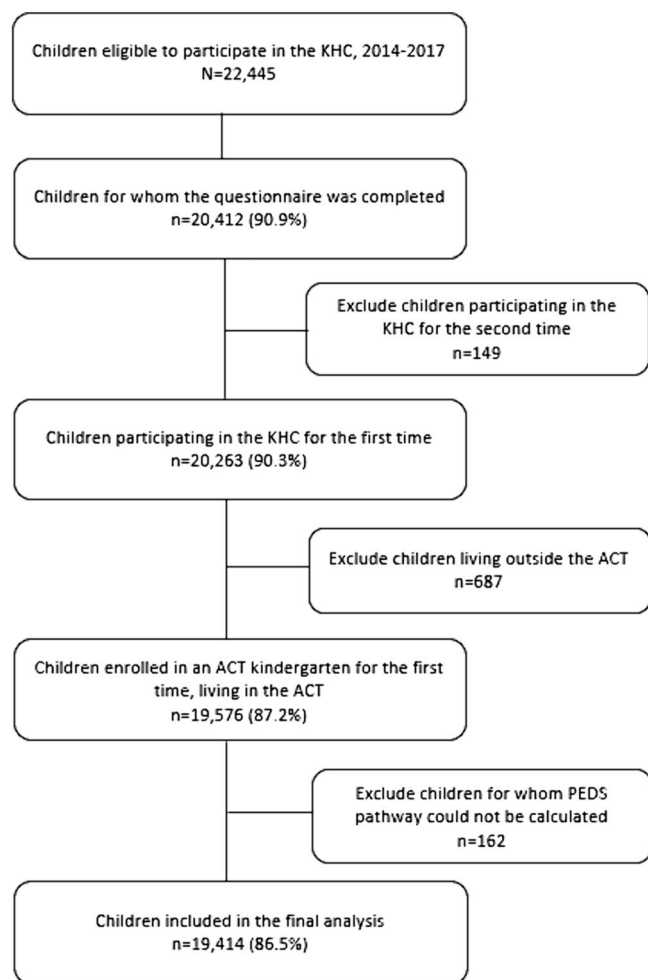 Children eligible to participate in the KHC, 2014-2017
N=22,445
Children for whom the questionnaire was completed
n=20,412 (90.9%)
Exclude children participating in the
KHC for the second time
n=149
Children participating in the KHC for the first time
n=20,263 (90.3%)
Exclude children living outside the ACT
n=687
Children enrolled in an ACT kindergarten for the first
time, living in the ACT
n=19,576 (87.2%)
Exclude children for whom PEDS
pathway could not be calculated
n=162
Children included in the final analysis
n=19,414 (86.5%)